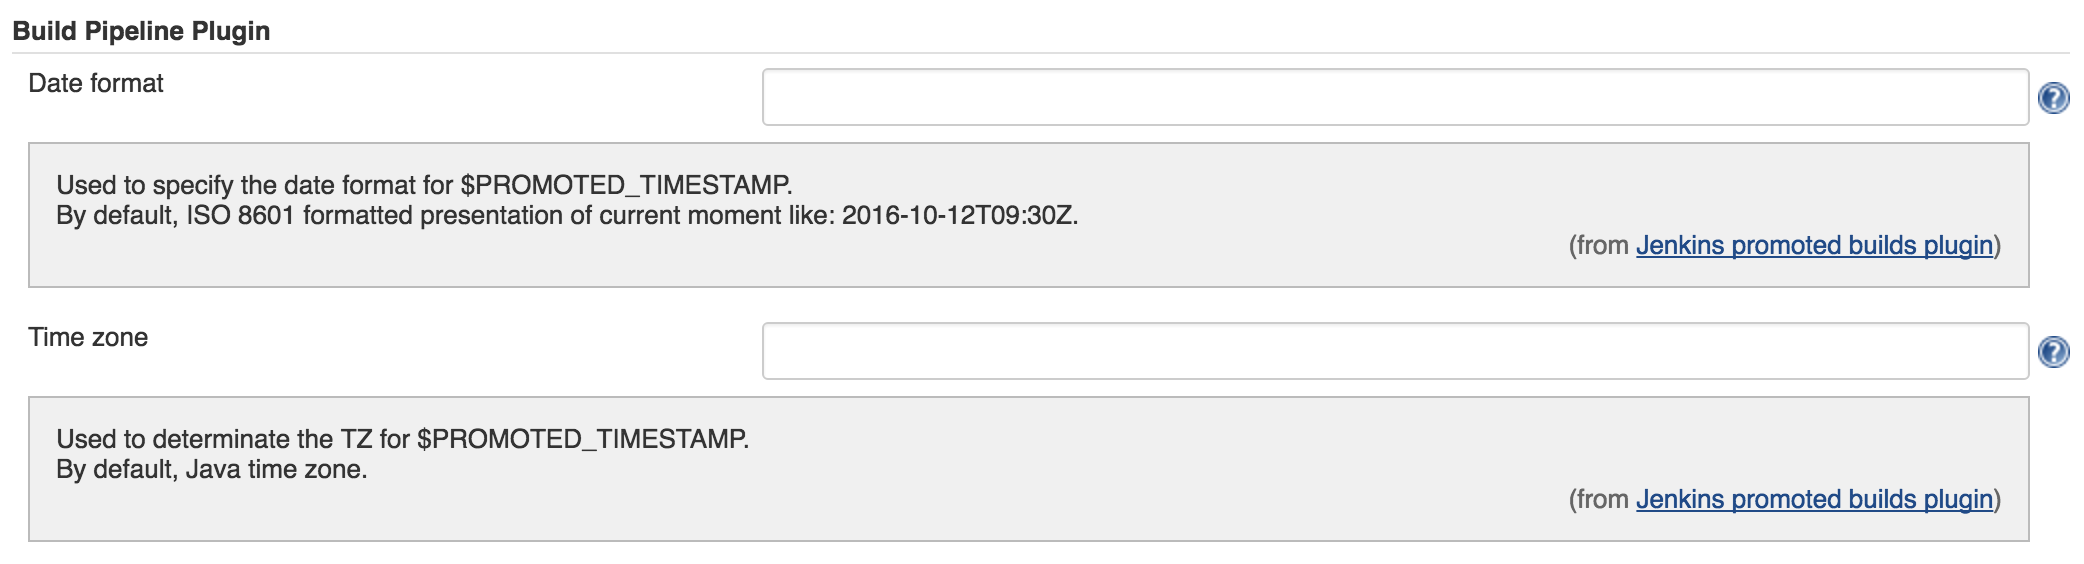 Build Pipeline Plugin
Date format
Used to specify the date format for $PROMOTED_TIMESTAMP.
By default, ISO 8601 formatted presentation of current moment like: 2016-10-12T09:30Z.
(from Jenkins promoted builds plugin)
Time zone
Used to determinate the TZ for $PROMOTED_TIMESTAMP.
By default, Java time zone.
(from Jenkins promoted builds plugin)